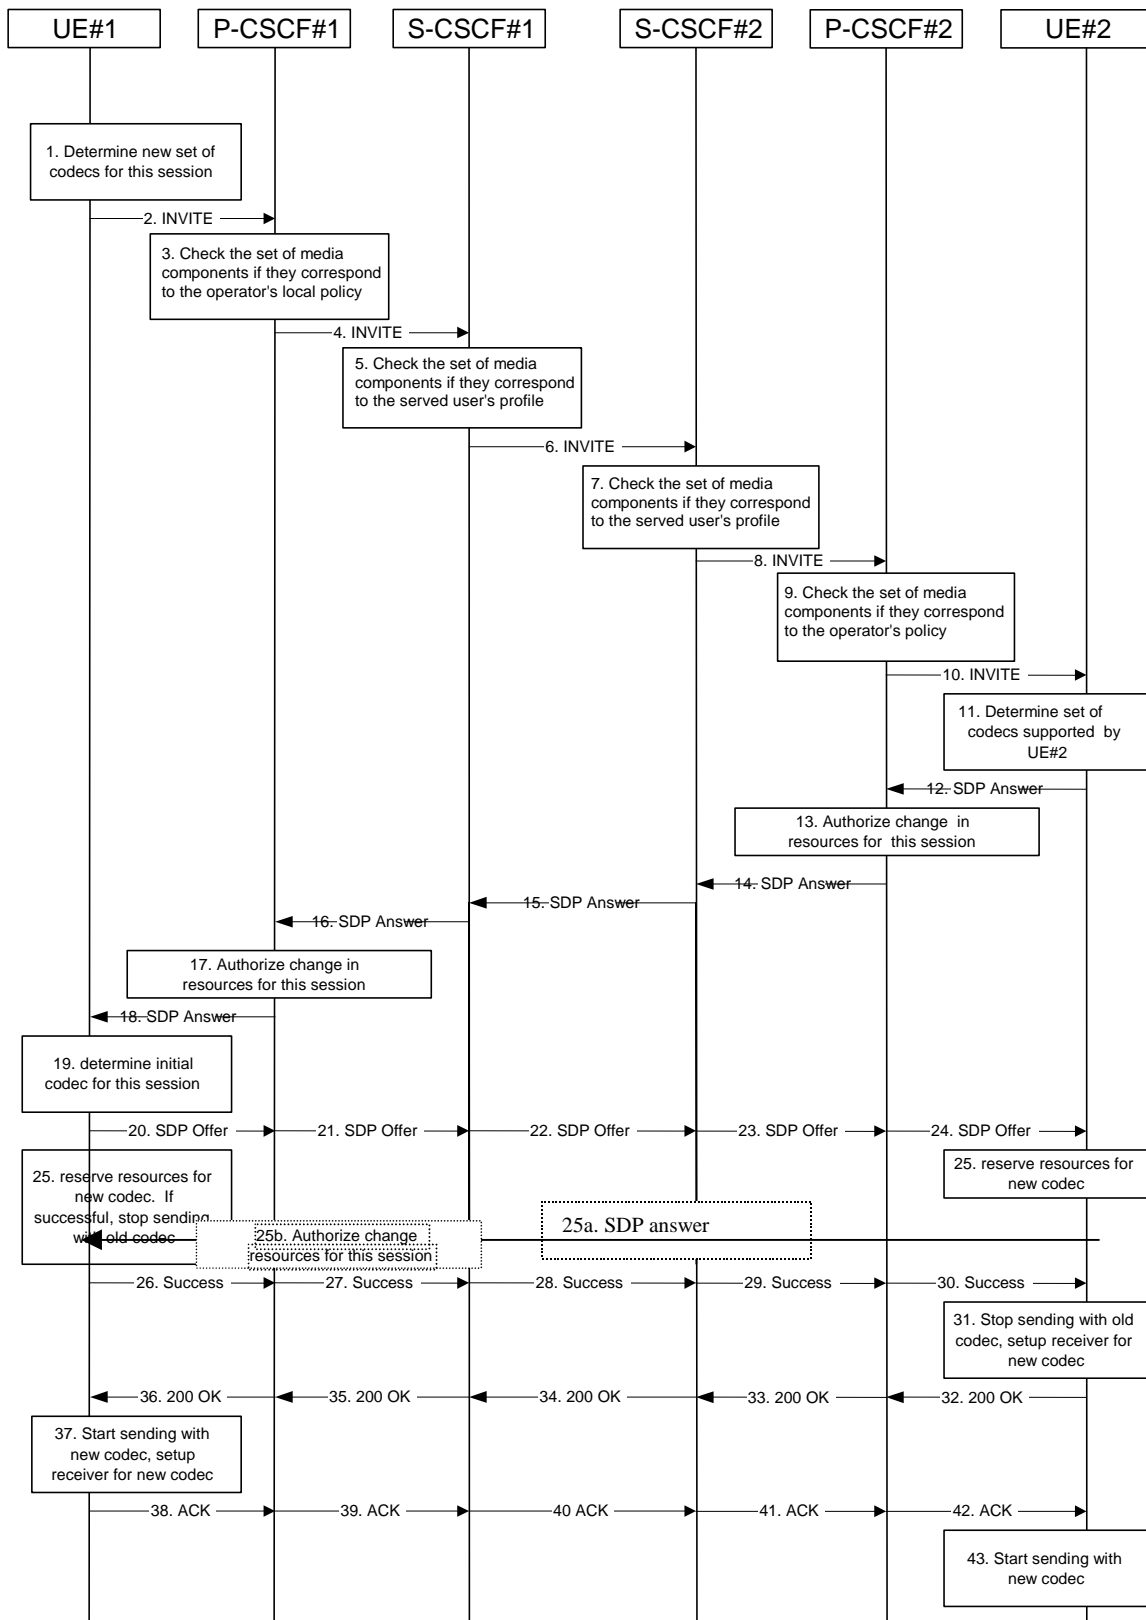 UE#1
P-CSCF#1
S-CSCF#1
S-CSCF#2
P-CSCF#2
UE#2
1. Determine new set of
codecs for this session
2. INVITE
3. Check the set of media
components if they correspond
to the operator's local policy
4. INVITE
5. Check the set of media
components if they correspond
to the served user's profile
6. INVITE
7. Check the set of media
components if they correspond
to the served user's profile
8. INVITE
9. Check the set of media
components if they correspond
to the operator's policy
10. INVITE
11. Determine set of
codecs supported by
UE#2
12. SDP Answer
13. Authorize change in
resources for this session
14. SDP Answer
15. SDP Answer
16. SDP Answer
17. Authorize change in
resources for this session
18. SDP Answer
19. determine initial
codec for this session
20. SDP Offer
21. SDP Offer
22. SDP Offer
23. SDP Offer
24. SDP Offer
25. reserve resources for
new codec. If
successful, stop sending
with old codec
25. reserve resources for
new codec
25a. SDP answer
25b. Authorize change
resources for this session
26. Success
27. Success
28. Success
29. Success
30. Success
31. Stop sending with old
codec, setup receiver for
new codec
36. 200 OK
35. 200 OK
34. 200 OK
33. 200 OK
32. 200 OK
37. Start sending with
new codec, setup
receiver for new codec
38. ACK
39. ACK
40 ACK
41. ACK
42. ACK
43. Start sending with
new codec